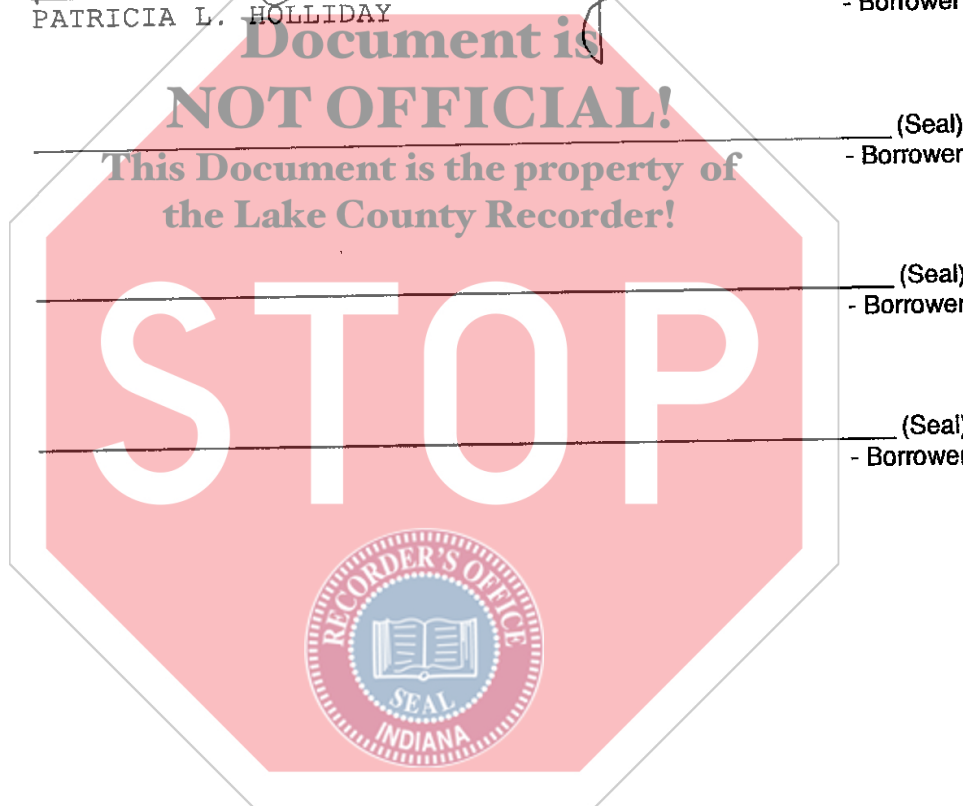 PATRICIA L. HOLLIDAY
- Borrower
Document is
NOT OFFICIAL!
(Seal)
- Borrower
This Document is the property of
the Lake County Recorder!
(Seal)
- Borrower
STOP
(Seal)
- Borrower
RECORDER'S OFFICE
SEAL
INDIANA